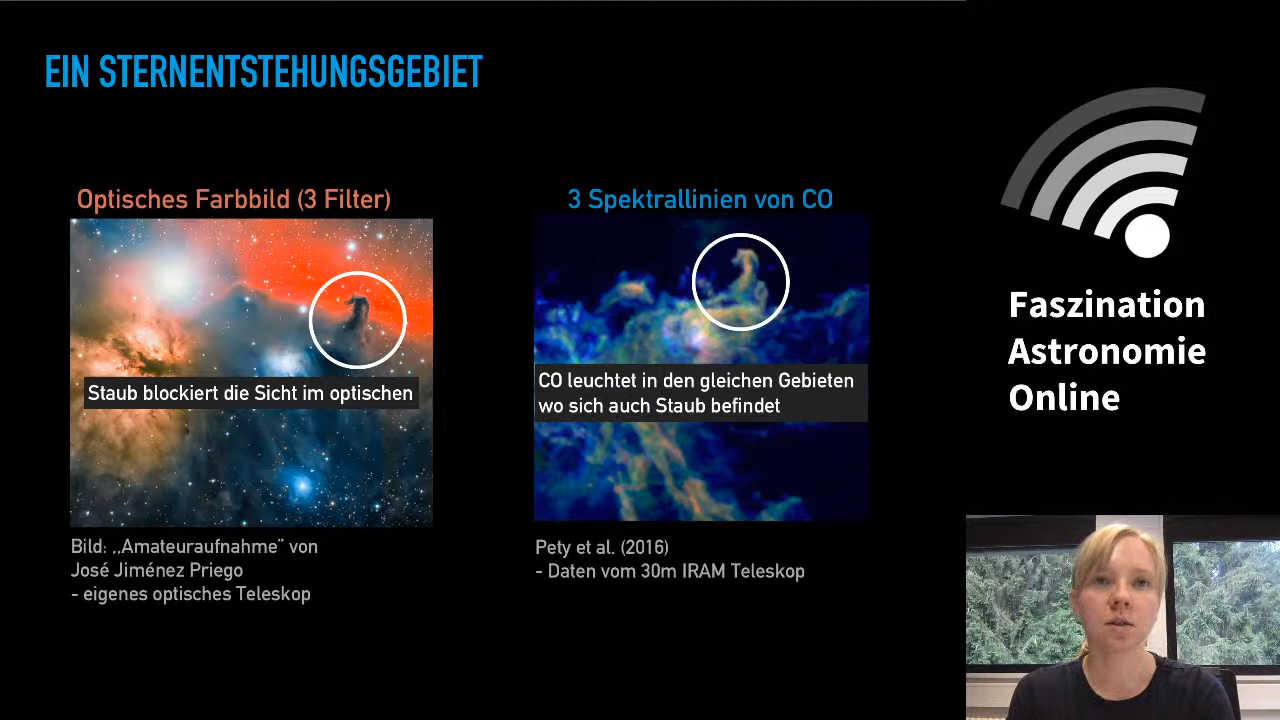 EIN STERNENTSTEHUNGSGEBIET
Optisches Farbbild (3 Filter)
Staub blockiert die Sicht im optischen
Bild: ,,Amateuraufnahme” von
José Jiménez Priego
- eigenes optisches Teleskop
3 Spektrallinien von CO
CO leuchtet in den gleichen Gebieten
wo sich auch Staub befindet
Pety et al. (2016)
- Daten vom 30m IRAM Teleskop
Faszination
Astronomie
Online